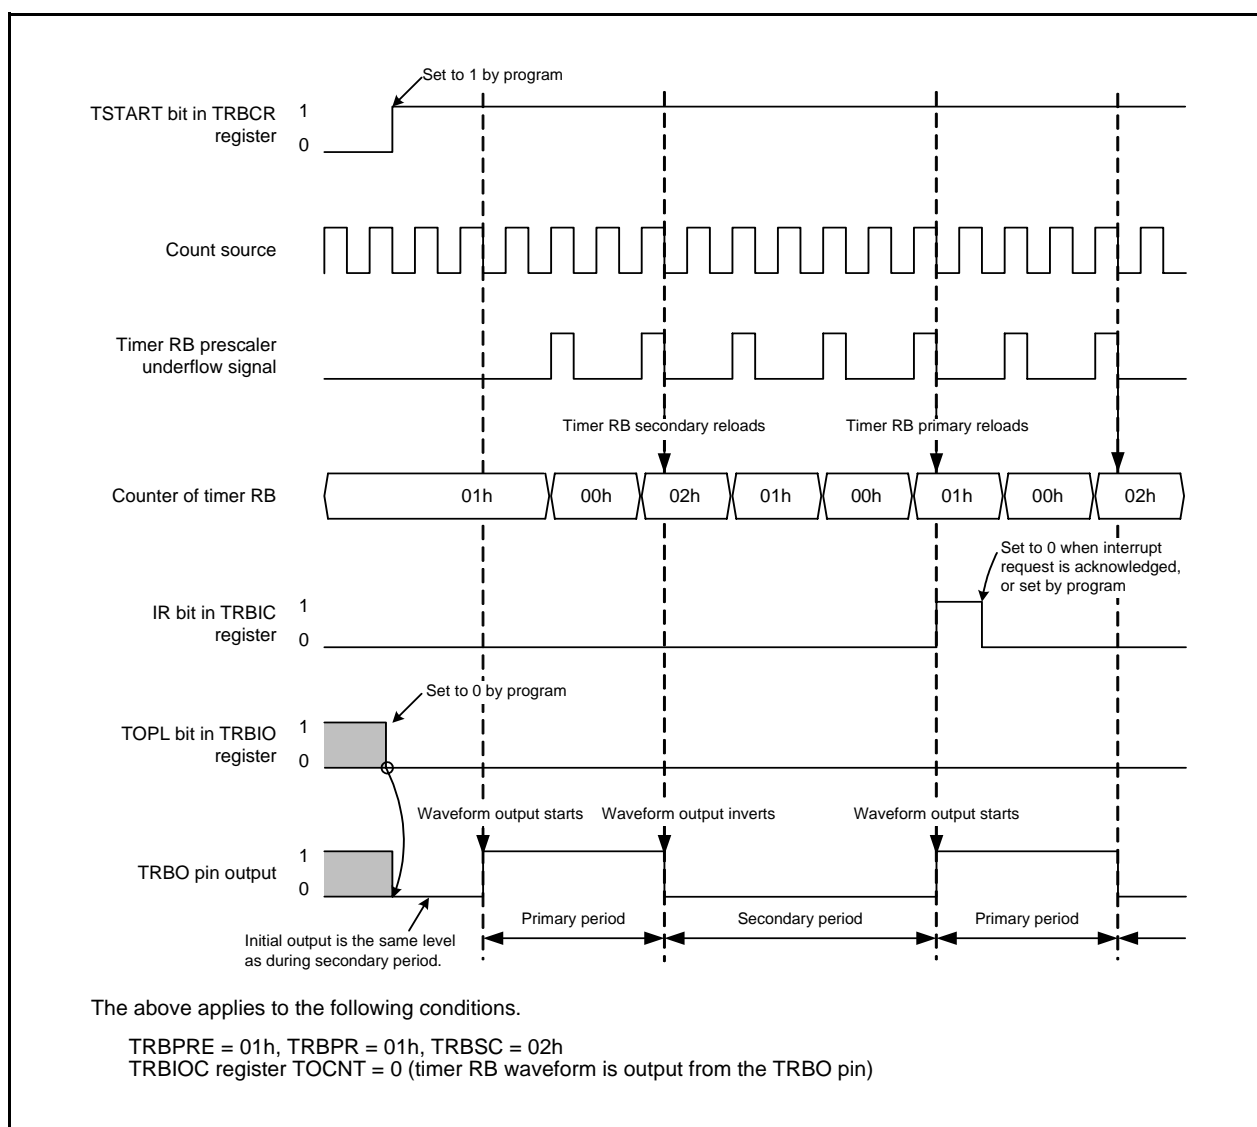 Set to 1 by program
TSTART bit in TRBCR
register
1
0
Count source
Timer RB prescaler
underflow signal
Timer RB secondary reloads
Timer RB primary reloads
Counter of timer RB
01h
00h
02h
01h
00h
01h
00h
02h
Set to 0 when interrupt
request is acknowledged,
or set by program
IR bit in TRBIC
register
1
0
Set to 0 by program
TOPL bit in TRBIO
register
1
0
Waveform output starts
Waveform output inverts
Waveform output starts
TRBO pin output
1
0
Primary period
Secondary period
Primary period
Initial output is the same level
as during secondary period.
The above applies to the following conditions.
TRBPRE = 01h, TRBPR = 01h, TRBSC = 02h
TRBIOC register TOCNT = 0 (timer RB waveform is output from the TRBO pin)